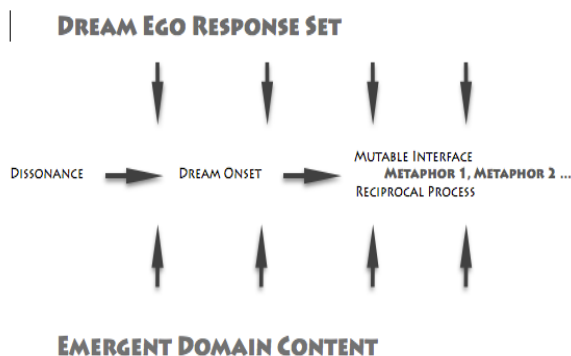 Dream Ego Response Set
Dissonance
Dream Onset
Mutable Interface
Metaphor 1, Metaphor 2 ...
Reciprocal Process
Emergent Domain Content